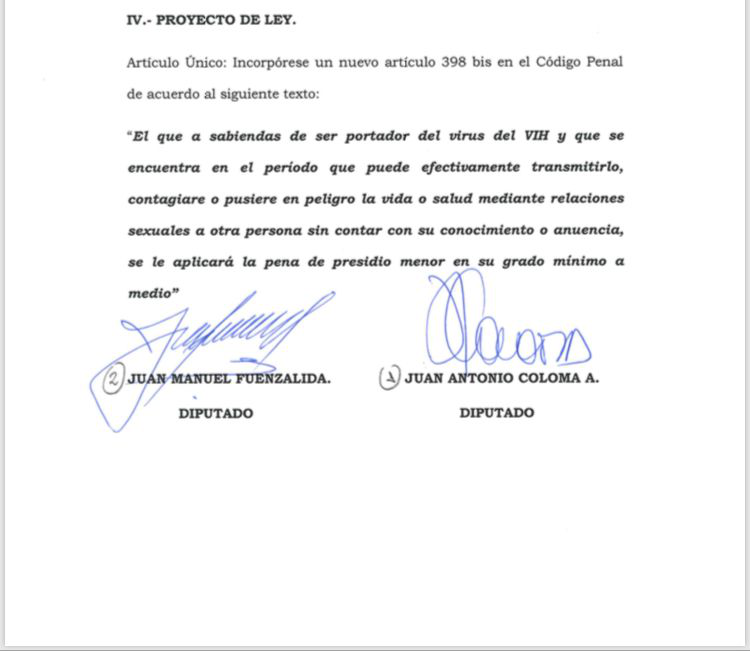 IV.- PROYECTO DE LEY.
Artículo Único: Incorpórese un nuevo artículo 398 bis en el Código Penal
de acuerdo al siguiente texto:
“El que a sabiendas de ser portador del virus del VIH y que se
encuentra en el período que puede efectivamente transmitirlo,
contagiare o pusiere en peligro la vida o salud mediante relaciones
sexuales a otra persona sin contar con su conocimiento o anuencia,
se le aplicará la pena de presidio menor en su grado mínimo a
medio”
2 JUAN MANUEL FUENZALIDA. 1 JUAN ANTONIO COLOMA A.
DIPUTADO DIPUTADO